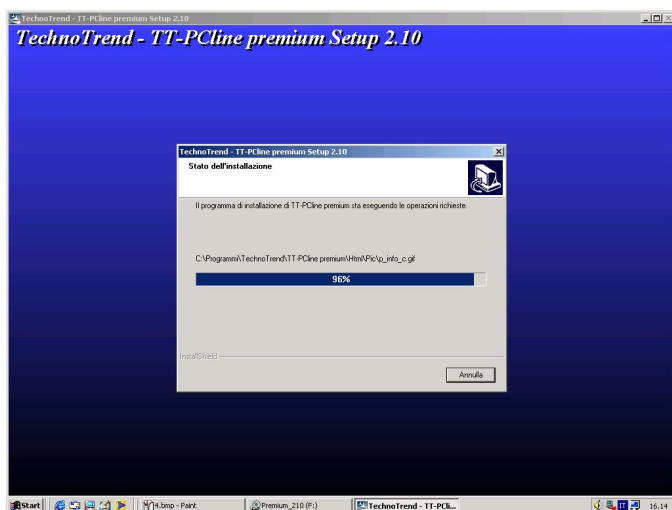 TechnoTrend - TT-PCline premium Setup 2.10
TechnoTrend - TT-PCline premium Setup 2.10
TechnoTrend - TT-PCline premium Setup 2.10
Stato dell'installazione
Il programma di installazione di TT-PCline premium sta eseguendo le operazioni richieste.
C:\Programmi\TechnoTrend\TT-PCline premium\Html\Pic\p_info_c.gif
96%
InstallShield
Annulla
Start
4.bmp - Paint
Premium_210 (F:)
TechnoTrend - TT-PCli...
IT
16.14